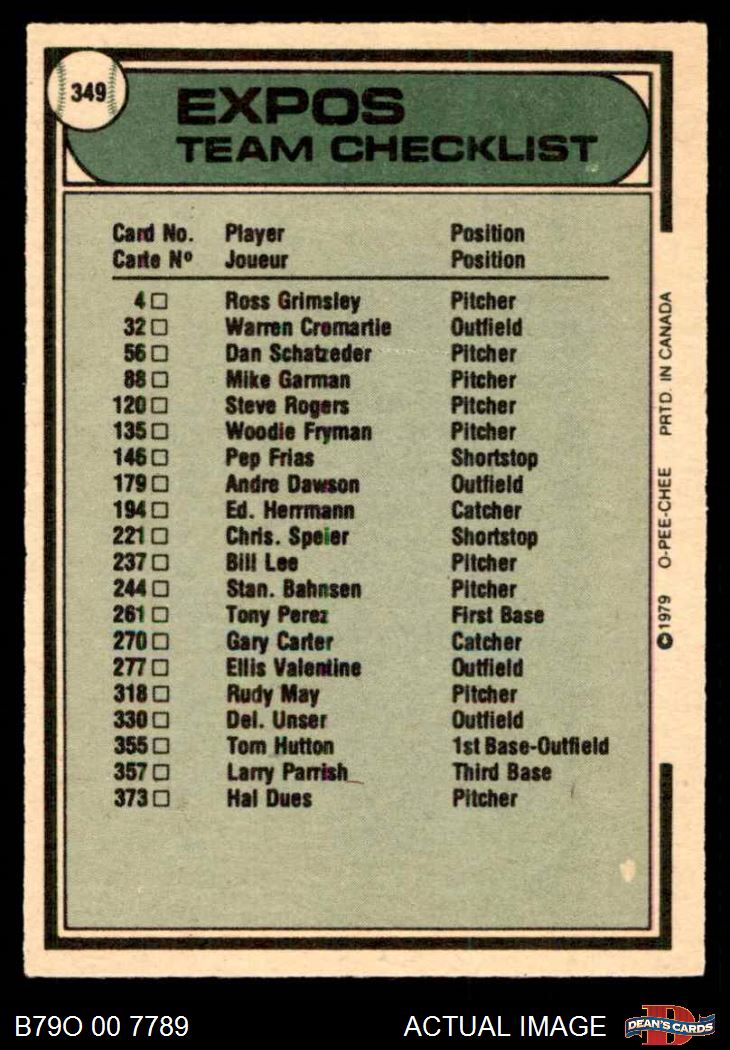 349
EXPOS
TEAM CHECKLIST
Card No. Player Position
Carte Nº Joueur Position
4 Ross Grimsley Pitcher
32 Warren Cromartie Outfield
56 Dan Schatzeder Pitcher
88 Mike Garman Pitcher
120 Steve Rogers Pitcher
135 Woodie Fryman Pitcher
146 Pep Frias Shortstop
179 Andre Dawson Outfield
194 Ed. Herrmann Catcher
221 Chris. Speier Shortstop
237 Bill Lee Pitcher
244 Stan. Bahnsen Pitcher
261 Tony Perez First Base
270 Gary Carter Catcher
277 Ellis Valentine Outfield
318 Rudy May Pitcher
330 Del. Unser Outfield
355 Tom Hutton 1st Base-Outfield
357 Larry Parrish Third Base
373 Hal Dues Pitcher
©1979 O-PEE-CHEE PRTD. IN CANADA
B79O 00 7789 ACTUAL IMAGE
D
DEAN'S CARDS